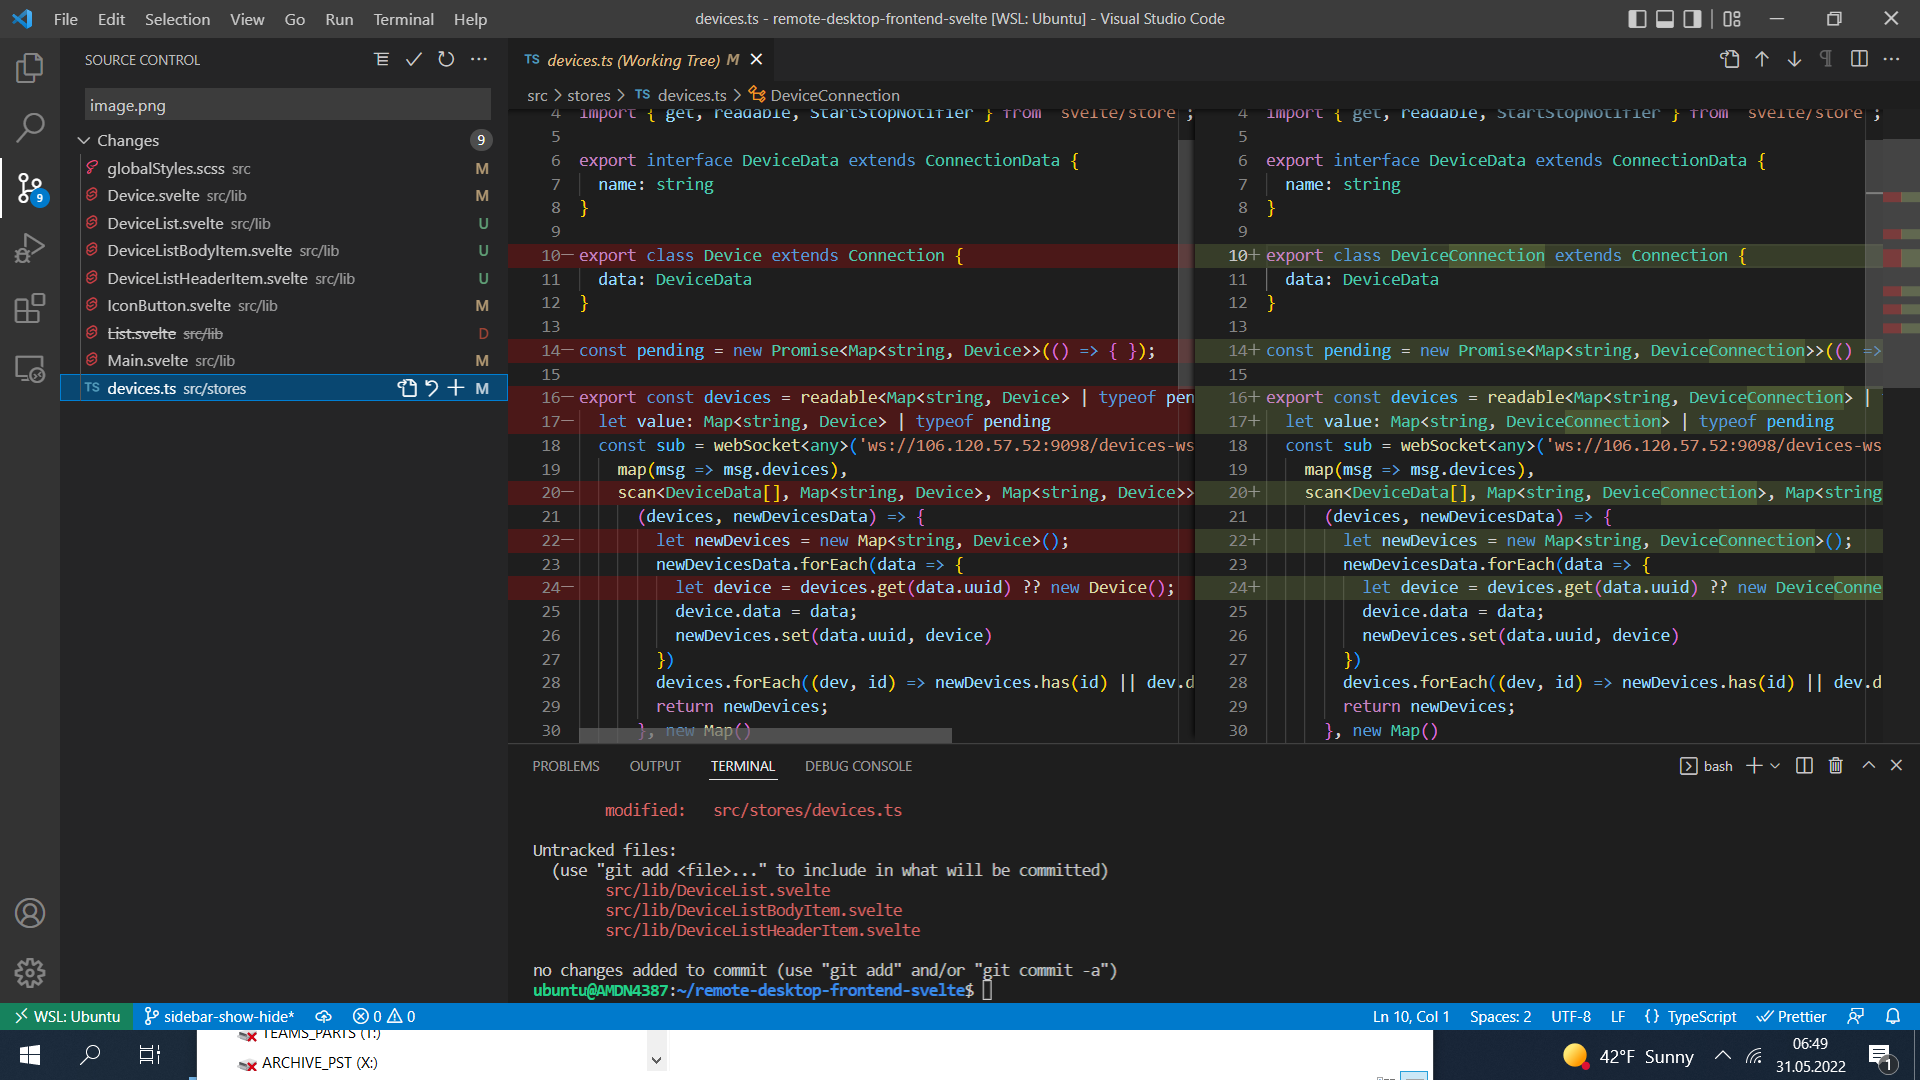 File Edit Selection View Go Run Terminal Help
devices.ts - remote-desktop-frontend-svelte [WSL: Ubuntu] - Visual Studio Code
SOURCE CONTROL
image.png
Changes 9
globalStyles.scss src M
Device.svelte src/lib M
DeviceList.svelte src/lib U
DeviceListBodyItem.svelte src/lib U
DeviceListHeaderItem.svelte src/lib U
IconButton.svelte src/lib M
List.svelte src/lib D
Main.svelte src/lib M
TS devices.ts src/stores M
9
TS devices.ts (Working Tree) M
src > stores > TS devices.ts > DeviceConnection
4 import { get, readable, StartStopNotifier } from 'svelte/store';
5
6 export interface DeviceData extends ConnectionData {
7 name: string
8 }
9
10— export class Device extends Connection {
11 data: DeviceData
12 }
13
14— const pending = new Promise<Map<string, Device>>(() => { });
15
16— export const devices = readable<Map<string, Device> | typeof pen
17— let value: Map<string, Device> | typeof pending
18 const sub = webSocket<any>('ws://106.120.57.52:9098/devices-ws
19 map(msg => msg.devices),
20— scan<DeviceData[], Map<string, Device>, Map<string, Device>>
21 (devices, newDevicesData) => {
22— let newDevices = new Map<string, Device>();
23 newDevicesData.forEach(data => {
24— let device = devices.get(data.uuid) ?? new Device();
25 device.data = data;
26 newDevices.set(data.uuid, device)
27 })
28 devices.forEach((dev, id) => newDevices.has(id) || dev.d
29 return newDevices;
30 }, new Map()
4 import { get, readable, StartStopNotifier } from 'svelte/store';
5
6 export interface DeviceData extends ConnectionData {
7 name: string
8 }
9
10+ export class DeviceConnection extends Connection {
11 data: DeviceData
12 }
13
14+ const pending = new Promise<Map<string, DeviceConnection>>(() =>
15
16+ export const devices = readable<Map<string, DeviceConnection> |
17+ let value: Map<string, DeviceConnection> | typeof pending
18 const sub = webSocket<any>('ws://106.120.57.52:9098/devices-ws
19 map(msg => msg.devices),
20+ scan<DeviceData[], Map<string, DeviceConnection>, Map<string
21 (devices, newDevicesData) => {
22+ let newDevices = new Map<string, DeviceConnection>();
23 newDevicesData.forEach(data => {
24+ let device = devices.get(data.uuid) ?? new DeviceConne
25 device.data = data;
26 newDevices.set(data.uuid, device)
27 })
28 devices.forEach((dev, id) => newDevices.has(id) || dev.d
29 return newDevices;
30 }, new Map()
PROBLEMS OUTPUT TERMINAL DEBUG CONSOLE
bash
modified: src/stores/devices.ts
Untracked files:
(use "git add <file>..." to include in what will be committed)
src/lib/DeviceList.svelte
src/lib/DeviceListBodyItem.svelte
src/lib/DeviceListHeaderItem.svelte
no changes added to commit (use "git add" and/or "git commit -a")
ubuntu@AMDN4387:~/remote-desktop-frontend-svelte$
WSL: Ubuntu sidebar-show-hide* 0 0 Ln 10, Col 1 Spaces: 2 UTF-8 LF { } TypeScript Prettier
TEAMS_PARTS (T:)
ARCHIVE_PST (X:)
42°F Sunny
06:49
31.05.2022
1